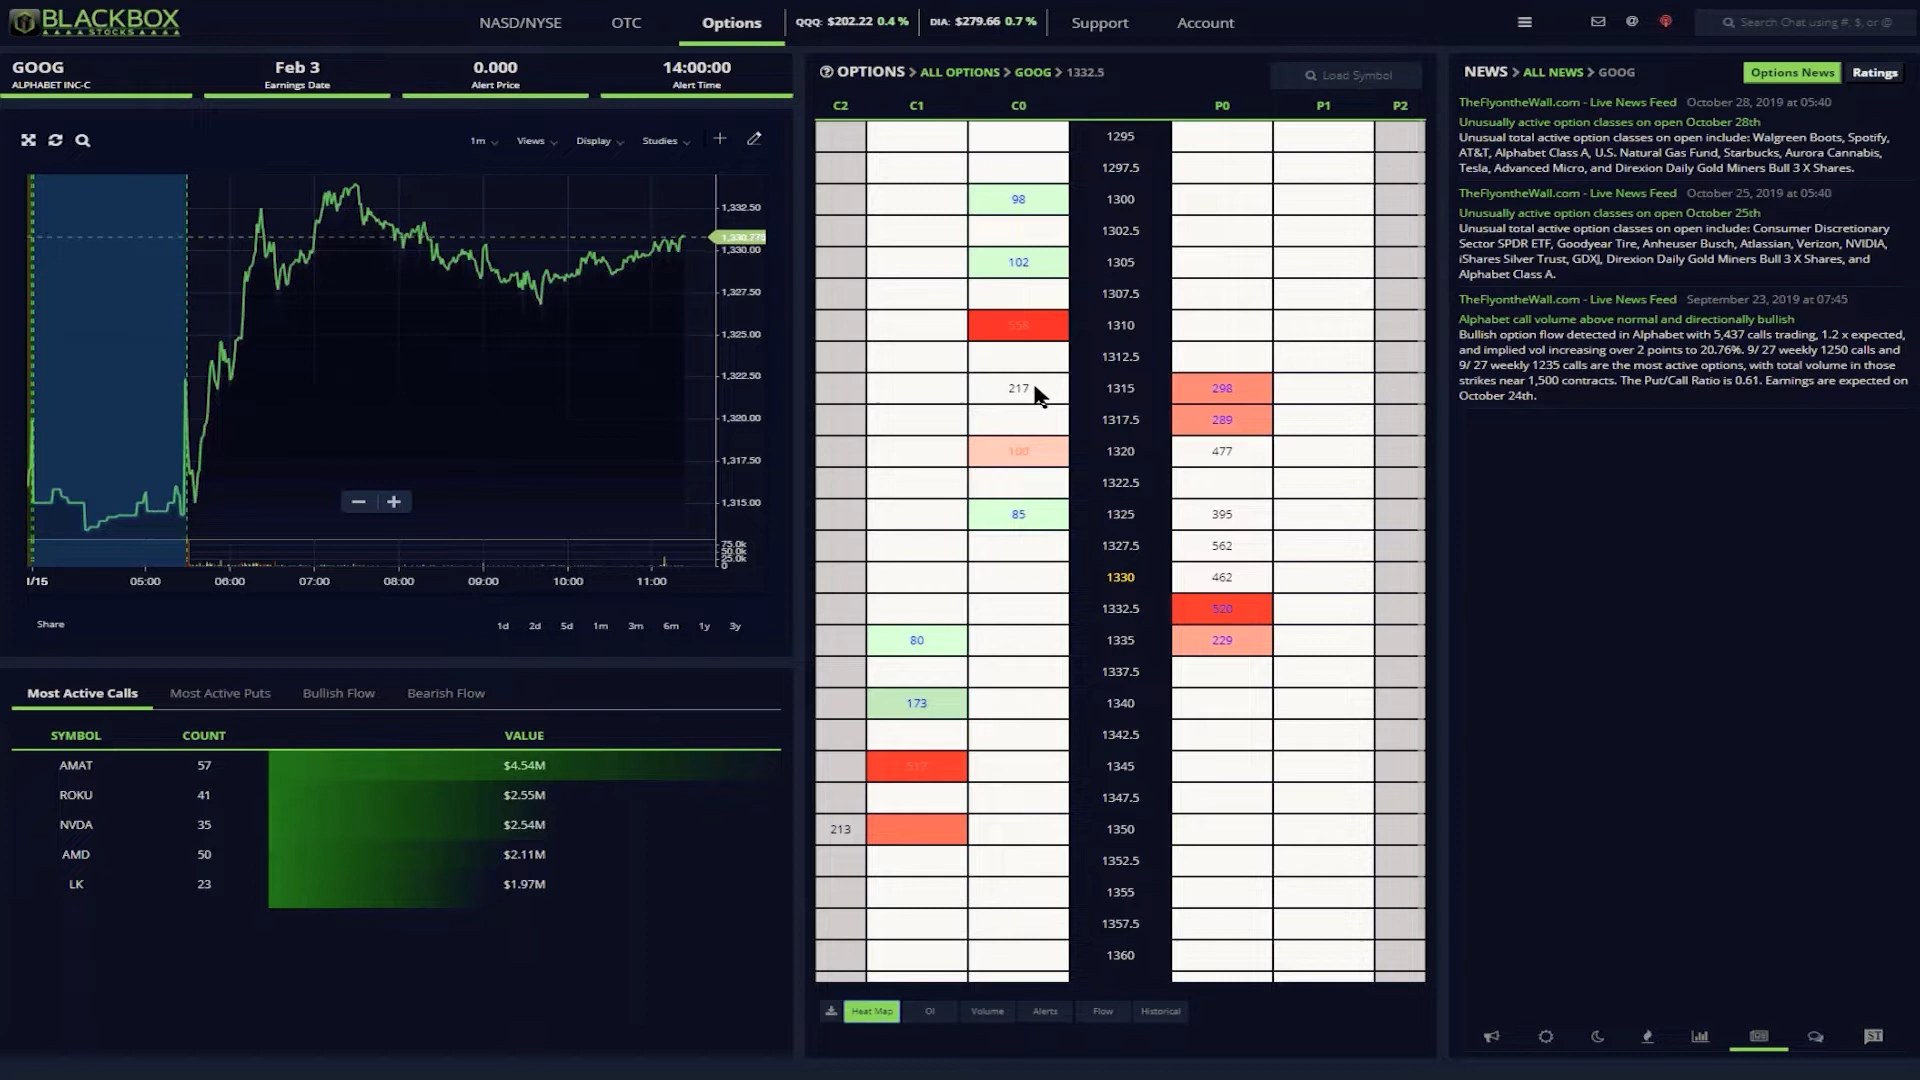 BLACKBOX
STOCKS
NASD/NYSE
OTC
Options
QQQ: $202.22 0.4 %
DIA: $279.66 0.7 %
Support
Account
Search Chat using #, $, or @
GOOG
ALPHABET INC-C
Feb 3
Earnings Date
0.000
Alert Price
14:00:00
Alert Time
1m
Views
Display
Studies
1,332.50
1,330.775
1,330.00
1,327.50
1,325.00
1,322.50
1,320.00
1,317.50
1,315.00
75.0k
50.0k
25.0k
0
1/15
05:00
06:00
07:00
08:00
09:00
10:00
11:00
Share
1d
2d
5d
1m
3m
6m
1y
3y
Most Active Calls
Most Active Puts
Bullish Flow
Bearish Flow
SYMBOL COUNT VALUE
AMAT 57 $4.54M
ROKU 41 $2.55M
NVDA 35 $2.54M
AMD 50 $2.11M
LK 23 $1.97M
OPTIONS > ALL OPTIONS > GOOG > 1332.5
Load Symbol
C2 C1 C0 P0 P1 P2
1295
1297.5
98 1300
1302.5
102 1305
1307.5
558 1310
1312.5
217 1315 298
1317.5 289
100 1320 477
1322.5
85 1325 395
1327.5 562
1330 462
1332.5 520
80 1335 229
1337.5
173 1340
1342.5
517 1345
1347.5
213 1350
1352.5
1355
1357.5
1360
Heat Map
OI
Volume
Alerts
Flow
Historical
NEWS > ALL NEWS > GOOG
Options News
Ratings
TheFlyontheWall.com - Live News Feed October 28, 2019 at 05:40
Unusually active option classes on open October 28th
Unusual total active option classes on open include: Walgreen Boots, Spotify,
AT&T, Alphabet Class A, U.S. Natural Gas Fund, Starbucks, Aurora Cannabis,
Tesla, Advanced Micro, and Direxion Daily Gold Miners Bull 3 X Shares.
TheFlyontheWall.com - Live News Feed October 25, 2019 at 05:40
Unusually active option classes on open October 25th
Unusual total active option classes on open include: Consumer Discretionary
Sector SPDR ETF, Goodyear Tire, Anheuser Busch, Atlassian, Verizon, NVIDIA,
iShares Silver Trust, GDXJ, Direxion Daily Gold Miners Bull 3 X Shares, and
Alphabet Class A.
TheFlyontheWall.com - Live News Feed September 23, 2019 at 07:45
Alphabet call volume above normal and directionally bullish
Bullish option flow detected in Alphabet with 5,437 calls trading, 1.2 x expected,
and implied vol increasing over 2 points to 20.76%. 9/ 27 weekly 1250 calls and
9/ 27 weekly 1235 calls are the most active options, with total volume in those
strikes near 1,500 contracts. The Put/Call Ratio is 0.61. Earnings are expected on
October 24th.
ST